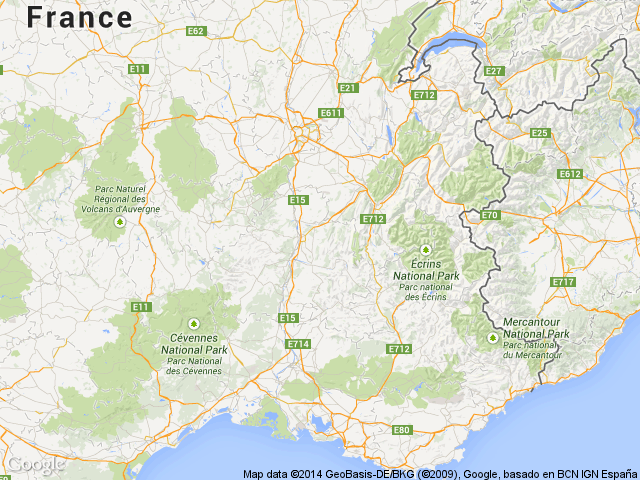 France
E62
E11
E27
E21
E712
E611
E25
E612
Parc Naturel
Régional des
Volcans d'Auvergne
E15
E712
E70
Écrins
National Park
Parc national
des Écrins
E717
E11
E15
Cévennes
National Park
Parc National
des Cévennes
Mercantour
National Park
Parc national
du Mercantour
E714
E712
E80
Google
Map data ©2014 GeoBasis-DE/BKG (©2009), Google, basado en BCN IGN España